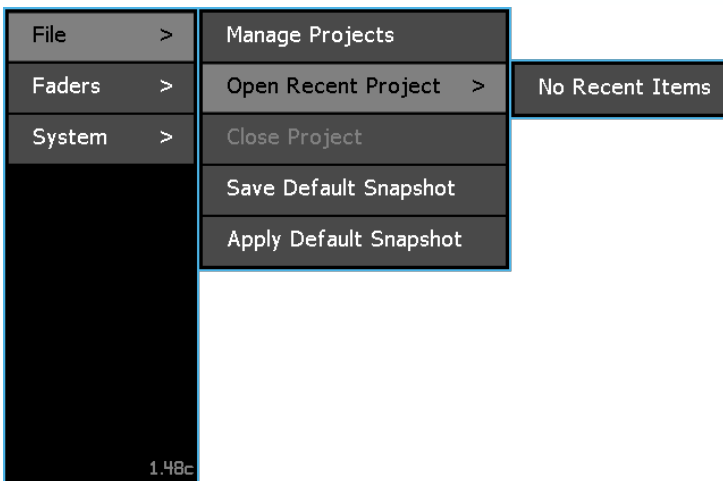 File >
Faders >
System >
1.48c
Manage Projects
Open Recent Project >
Close Project
Save Default Snapshot
Apply Default Snapshot
No Recent Items